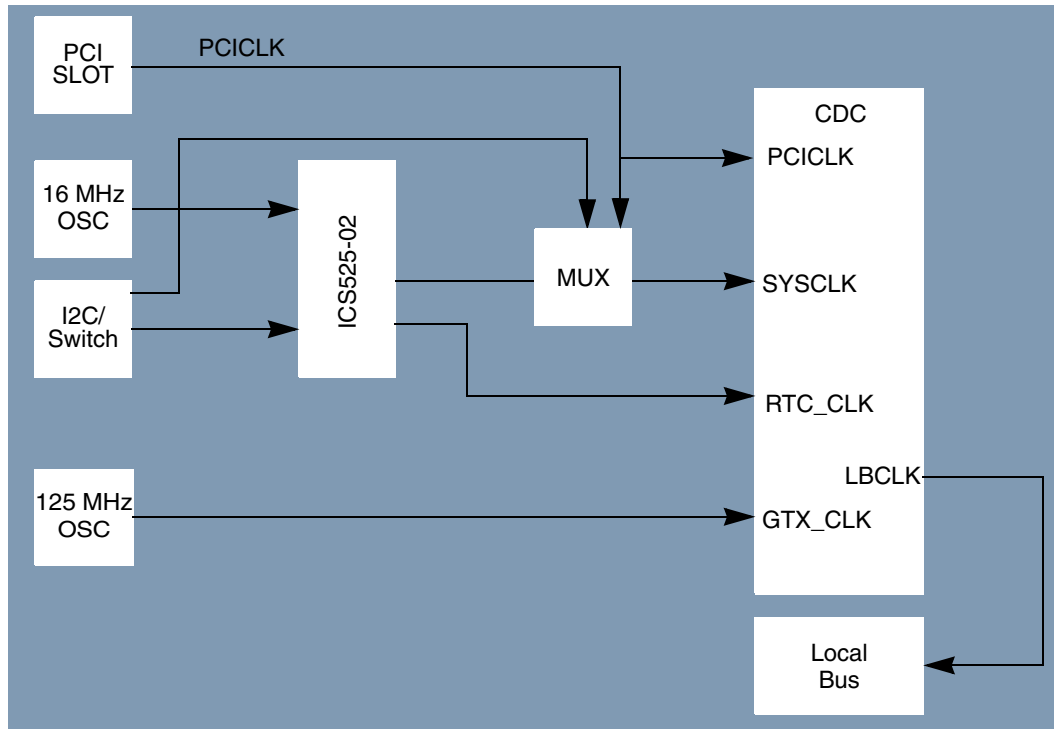 PCI
SLOT
PCICLK
CDC
PCICLK
16 MHz
OSC
ICS525-02
MUX
SYSCLK
I2C/
Switch
RTC_CLK
LBCLK
125 MHz
OSC
GTX_CLK
Local
Bus